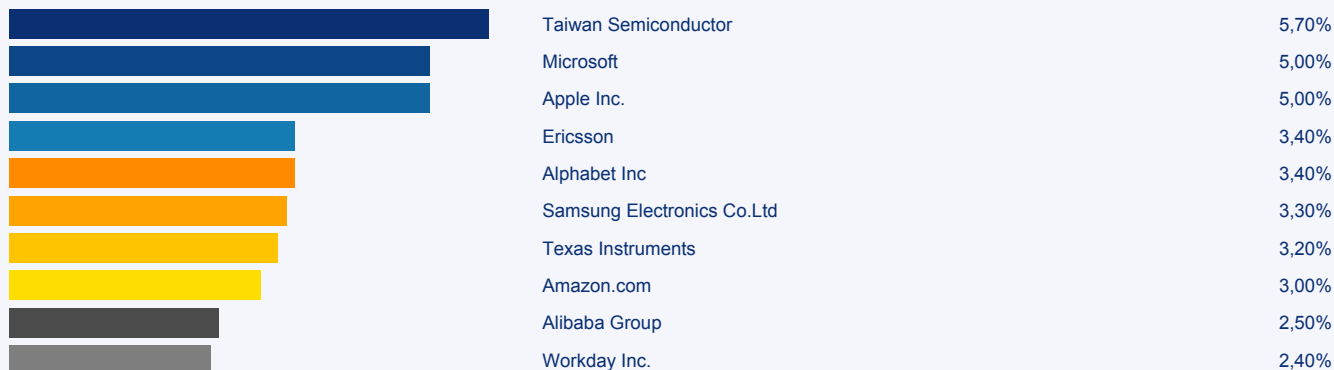 Taiwan Semiconductor 5,70%
Microsoft 5,00%
Apple Inc. 5,00%
Ericsson 3,40%
Alphabet Inc 3,40%
Samsung Electronics Co.Ltd 3,30%
Texas Instruments 3,20%
Amazon.com 3,00%
Alibaba Group 2,50%
Workday Inc. 2,40%